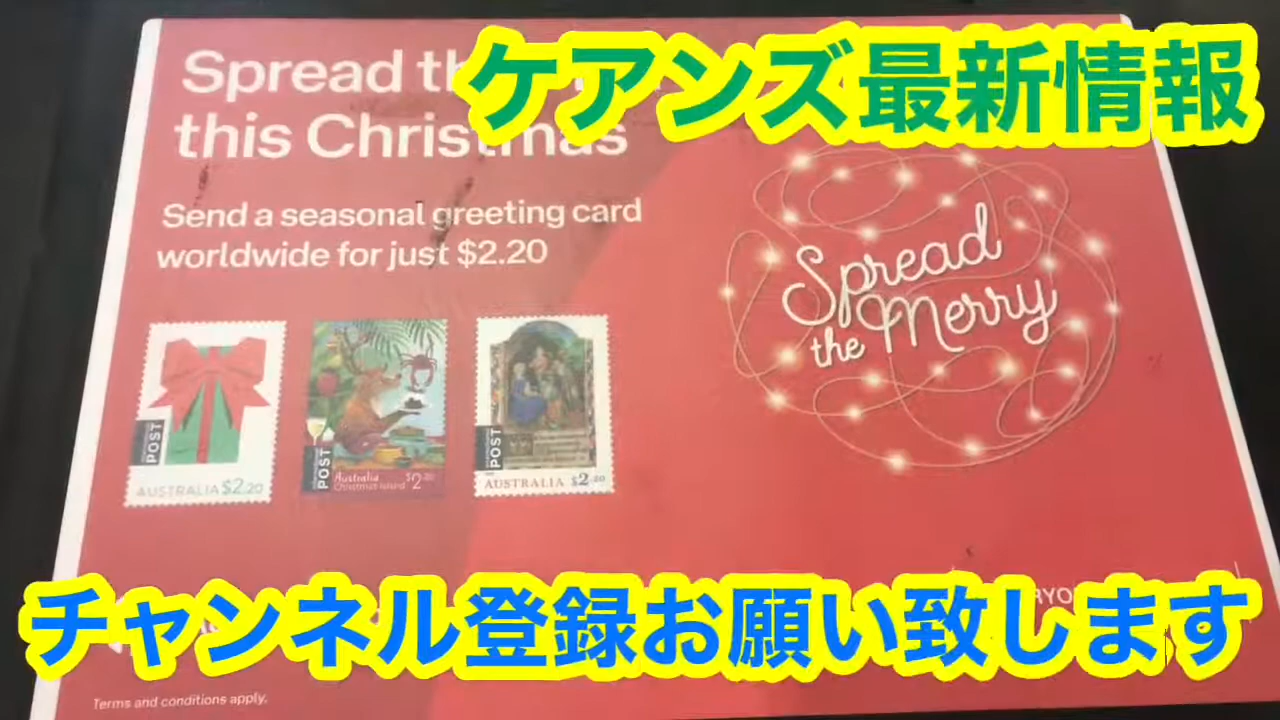 ケアンズ最新情報
Spread
this Christmas
Send a seasonal greeting card
worldwide for just $2.20
Spread
the Merry
POST
AUSTRALIA $2.20
POST
Australia
Christmas Island $2.20
POST
AUSTRALIA $2.20
チャンネル登録お願い致します
Terms and conditions apply.